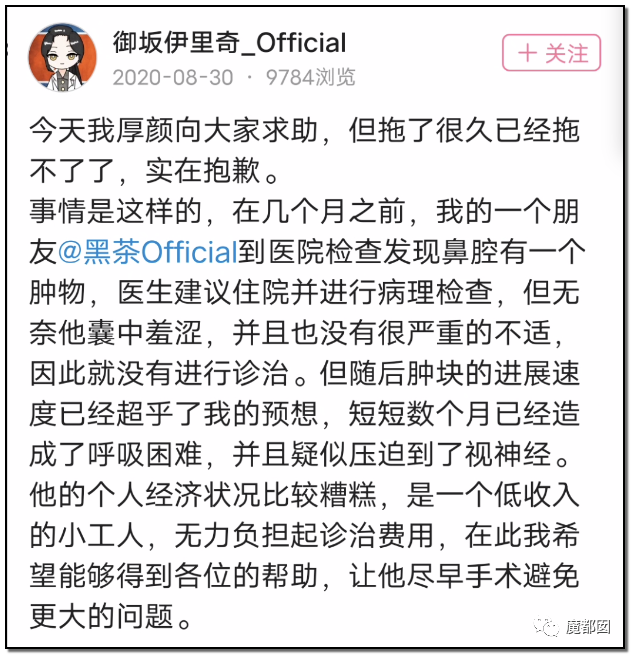 御坂伊里奇_Official
2020-08-30 · 9784浏览
+ 关注
今天我厚颜向大家求助，但拖了很久已经拖
不了了，实在抱歉。
事情是这样的，在几个月之前，我的一个朋
友@黑茶Official到医院检查发现鼻腔有一个
肿物，医生建议住院并进行病理检查，但无
奈他囊中羞涩，并且也没有很严重的不适，
因此就没有进行诊治。但随后肿块的进展速
度已经超乎了我的预想，短短数个月已经造
成了呼吸困难，并且疑似压迫到了视神经。
他的个人经济状况比较糟糕，是一个低收入
的小工人，无力负担起诊治费用，在此我希
望能够得到各位的帮助，让他尽早手术避免
更大的问题。
魔都囡